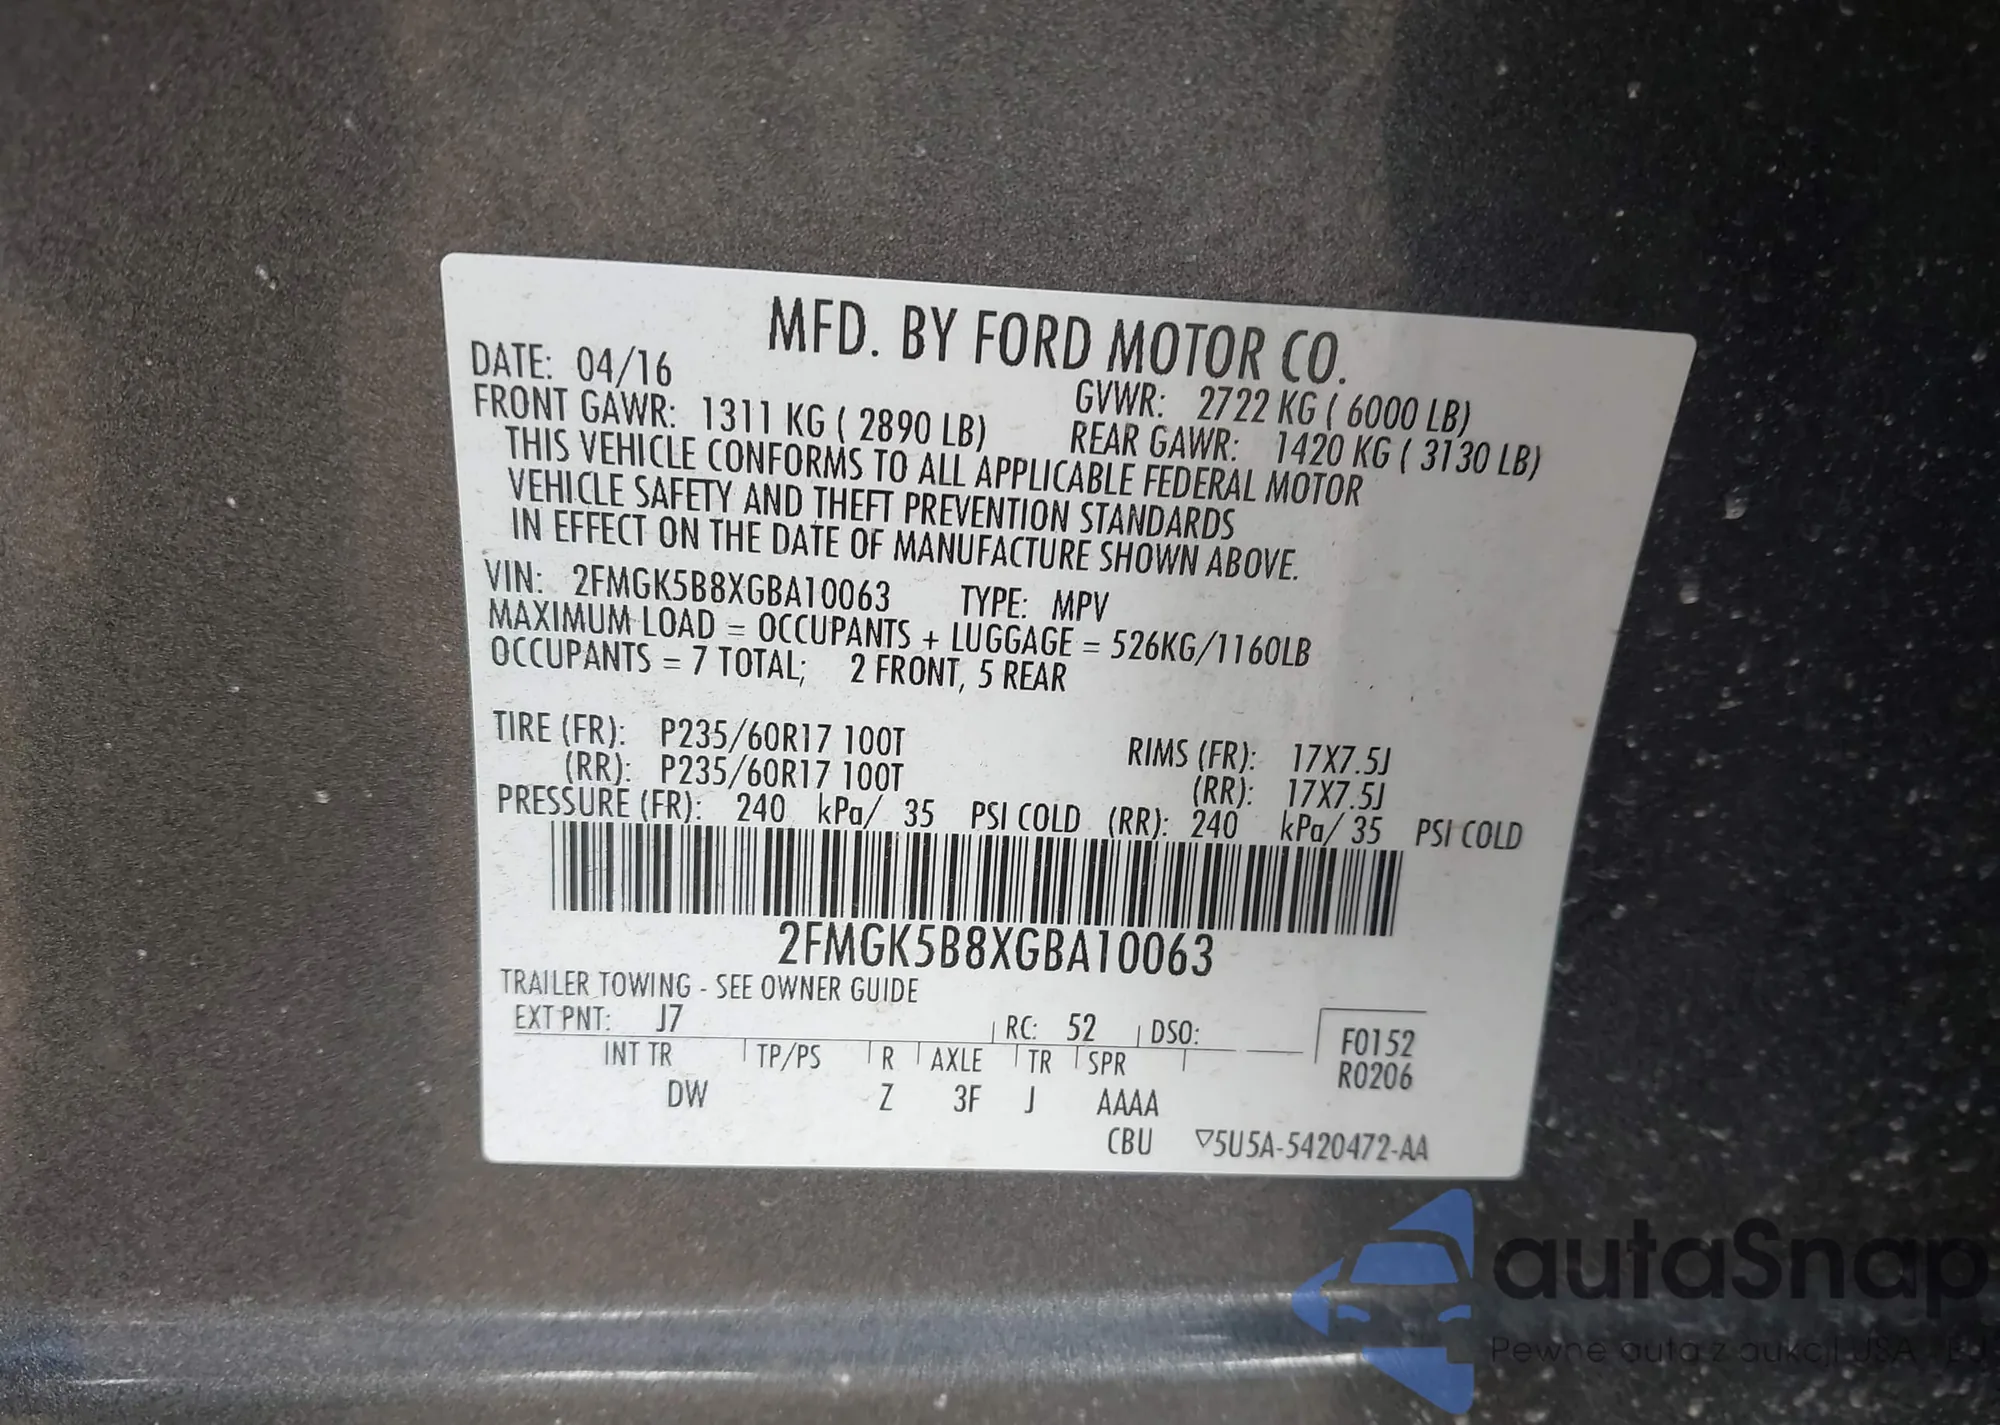 MFD. BY FORD MOTOR CO.
DATE: 04/16
GVWR: 2722 KG ( 6000 LB)
FRONT GAWR: 1311 KG ( 2890 LB)
REAR GAWR: 1420 KG ( 3130 LB)
THIS VEHICLE CONFORMS TO ALL APPLICABLE FEDERAL MOTOR
VEHICLE SAFETY AND THEFT PREVENTION STANDARDS
IN EFFECT ON THE DATE OF MANUFACTURE SHOWN ABOVE.
VIN: 2FMGK5B8XGBA10063 TYPE: MPV
MAXIMUM LOAD = OCCUPANTS + LUGGAGE = 526KG/1160LB
OCCUPANTS = 7 TOTAL; 2 FRONT, 5 REAR
TIRE (FR): P235/60R17 100T RIMS (FR): 17X7.5J
(RR): P235/60R17 100T (RR): 17X7.5J
PRESSURE (FR): 240 kPa/ 35 PSI COLD (RR): 240 kPa/ 35 PSI COLD
2FMGK5B8XGBA10063
TRAILER TOWING - SEE OWNER GUIDE
EXT PNT: J7 RC: 52 DSO:
INT TR TP/PS R AXLE TR SPR
DW Z 3F J AAAA
F0152
R0206
CBU ▽5U5A-5420472-AA
autaSnap
Pewne auta z aukcji USA